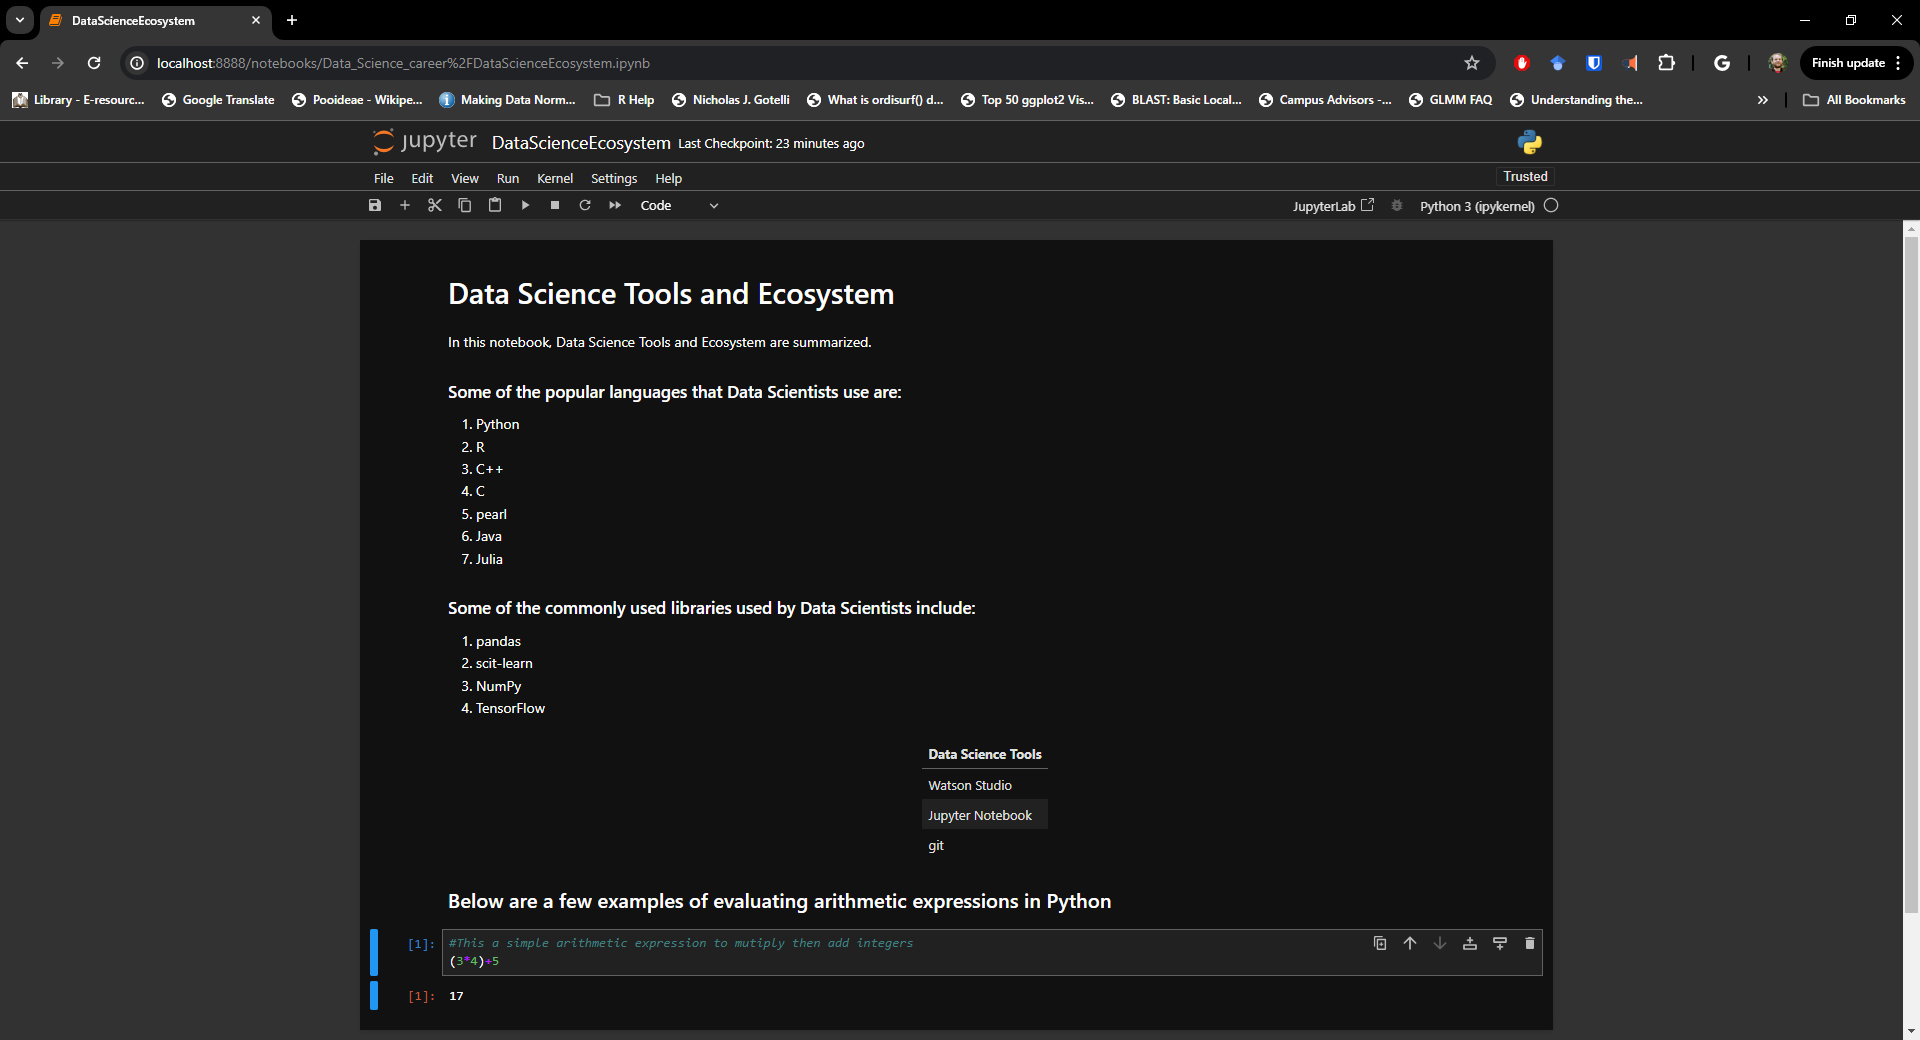 DataScienceEcosystem
localhost:8888/notebooks/Data_Science_career%2FDataScienceEcosystem.ipynb
G
Finish update
Library - E-resourc...
Google Translate
Pooideae - Wikipe...
Making Data Norm...
R Help
Nicholas J. Gotelli
What is ordisurf() d...
Top 50 ggplot2 Vis...
BLAST: Basic Local...
Campus Advisors -...
GLMM FAQ
Understanding the...
All Bookmarks
jupyter DataScienceEcosystem Last Checkpoint: 23 minutes ago
File Edit View Run Kernel Settings Help
Trusted
Code
JupyterLab
Python 3 (ipykernel)
Data Science Tools and Ecosystem
In this notebook, Data Science Tools and Ecosystem are summarized.
Some of the popular languages that Data Scientists use are:
1. Python
2. R
3. C++
4. C
5. pearl
6. Java
7. Julia
Some of the commonly used libraries used by Data Scientists include:
1. pandas
2. scit-learn
3. NumPy
4. TensorFlow
Data Science Tools
Watson Studio
Jupyter Notebook
git
Below are a few examples of evaluating arithmetic expressions in Python
[1]: #This a simple arithmetic expression to mutiply then add integers
(3*4)+5
[1]: 17